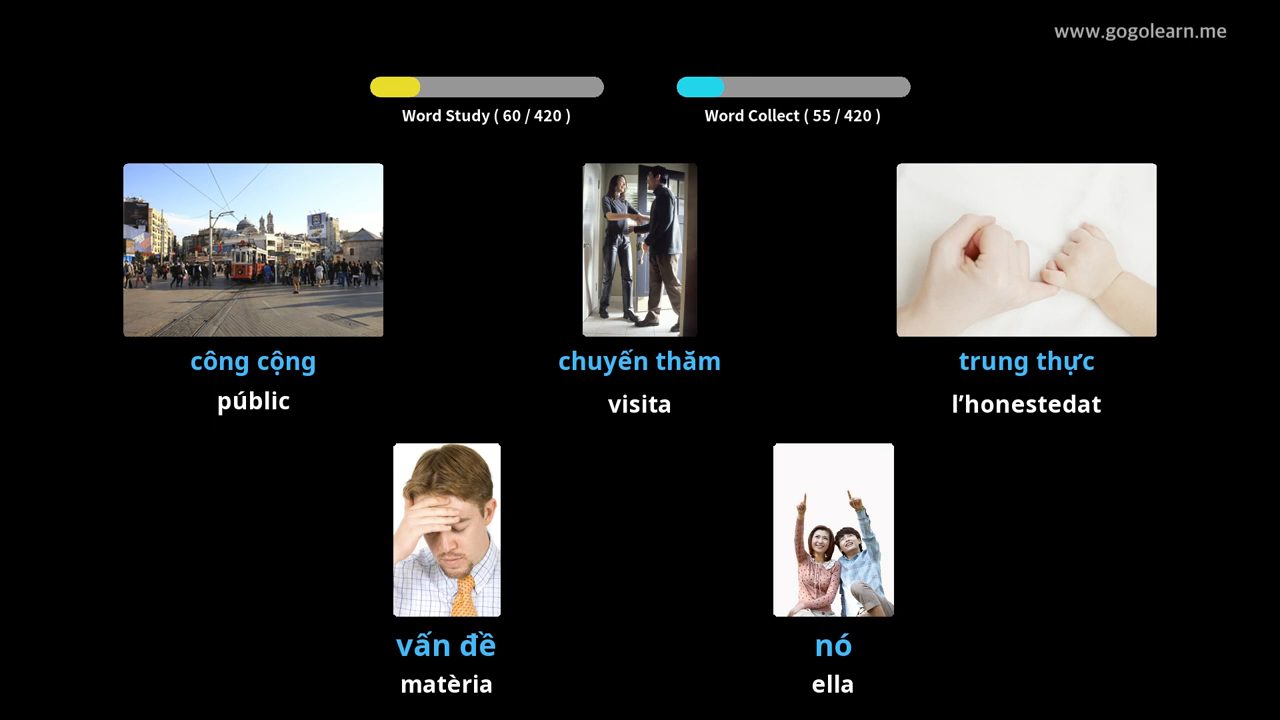 www.gogolearn.me
Word Study ( 60 / 420 )
Word Collect ( 55 / 420 )
công cộng
públic
chuyến thăm
visita
trung thực
l’honestedat
vấn đề
matèria
nó
ella